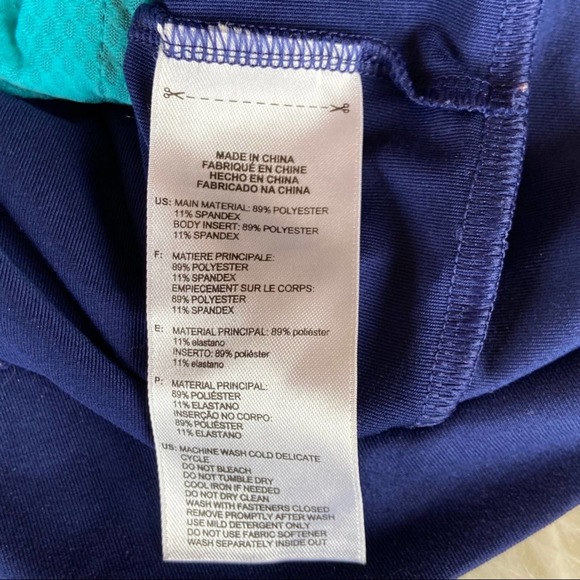 MADE IN CHINA
FABRIQUÉ EN CHINE
HECHO EN CHINA
FABRICADO NA CHINA
US: MAIN MATERIAL: 89% POLYESTER
11% SPANDEX
BODY INSERT: 89% POLYESTER
11% SPANDEX
F: MATIERE PRINCIPALE:
89% POLYESTER
11% SPANDEX
EMPIECEMENT SUR LE CORPS:
89% POLYESTER
11% SPANDEX
E: MATERIAL PRINCIPAL: 89% poliéster
11% elastano
INSERTO: 89% poliéster
11% elastano
P: MATERIAL PRINCIPAL:
89% POLIÉSTER
11% ELASTANO
INSERÇÃO NO CORPO:
89% POLIÉSTER
11% ELASTANO
US: MACHINE WASH COLD DELICATE
CYCLE
DO NOT BLEACH
DO NOT TUMBLE DRY
COOL IRON IF NEEDED
DO NOT DRY CLEAN
WASH WITH FASTENERS CLOSED
REMOVE PROMPTLY AFTER WASH
USE MILD DETERGENT ONLY
DO NOT USE FABRIC SOFTENER
WASH SEPARATELY INSIDE OUT